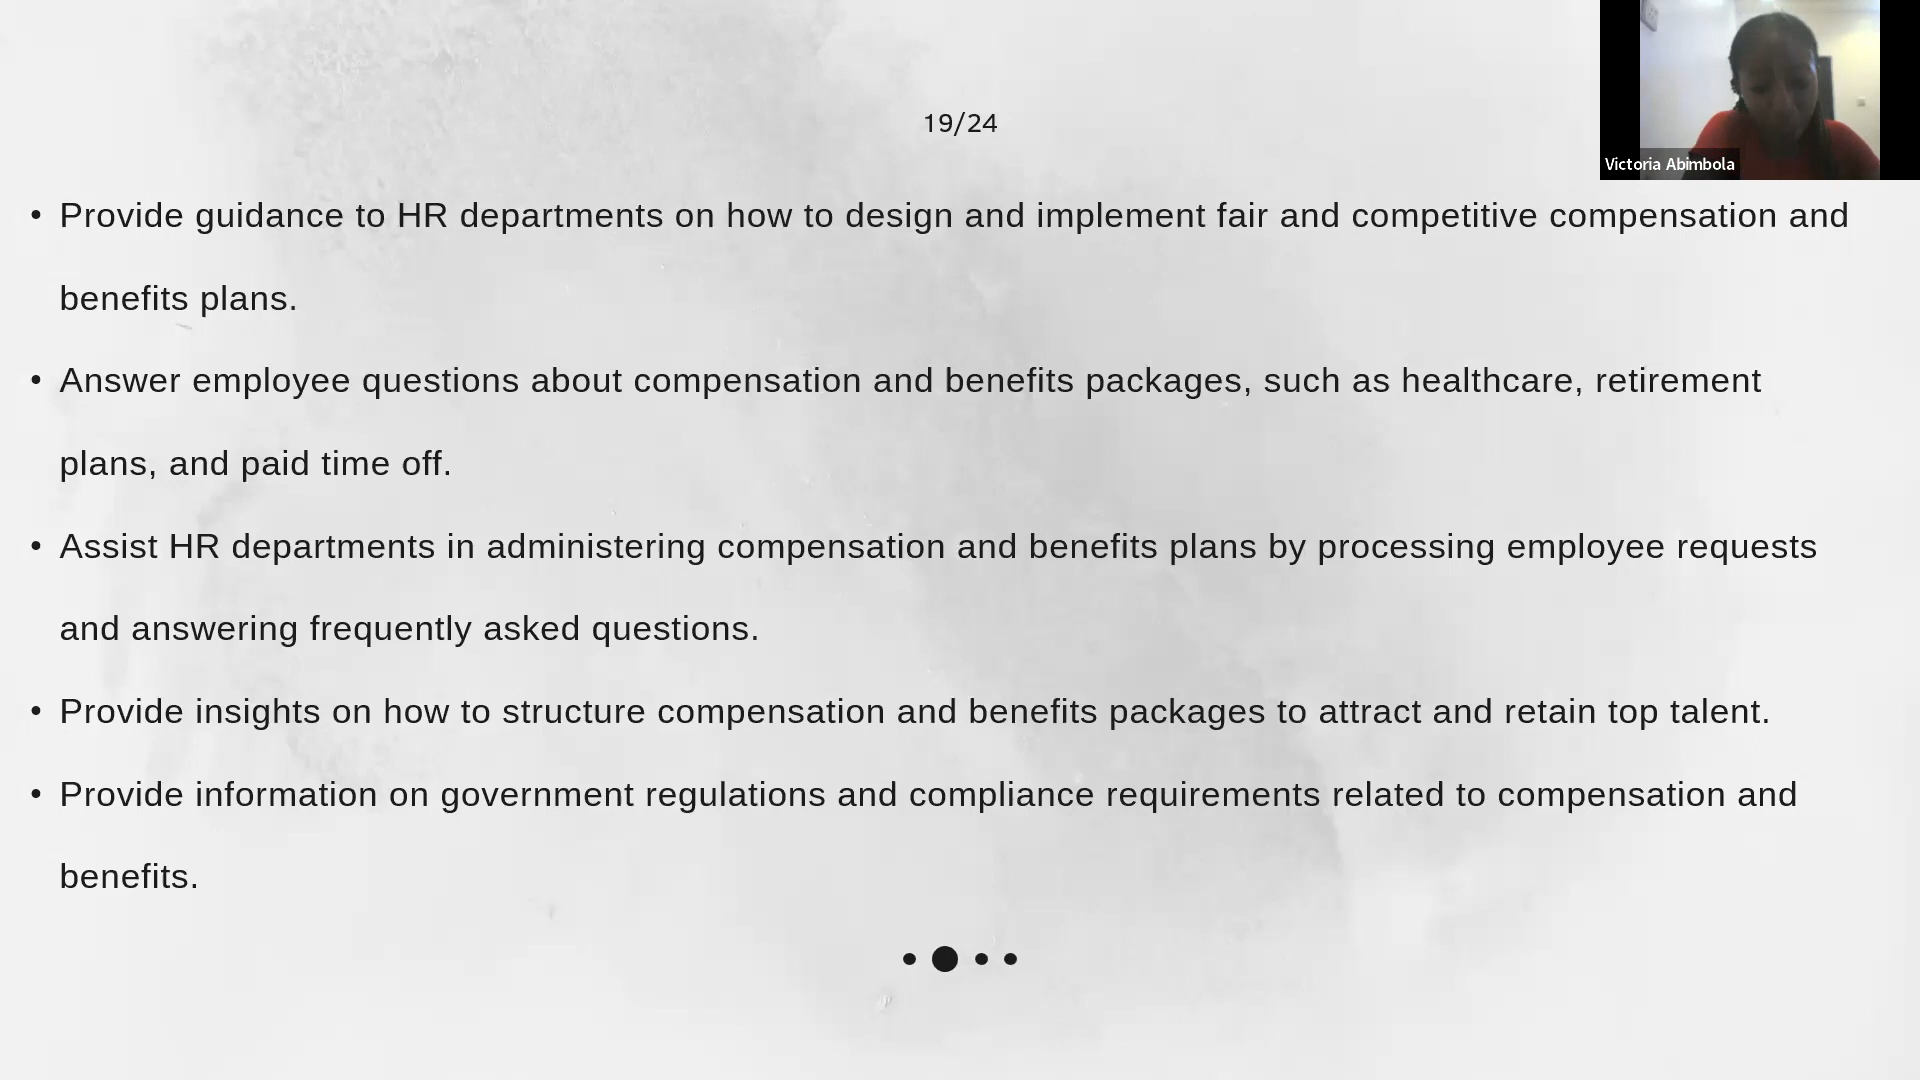 19/24
Victoria Abimbola
• Provide guidance to HR departments on how to design and implement fair and competitive compensation and
benefits plans.
• Answer employee questions about compensation and benefits packages, such as healthcare, retirement
plans, and paid time off.
• Assist HR departments in administering compensation and benefits plans by processing employee requests
and answering frequently asked questions.
• Provide insights on how to structure compensation and benefits packages to attract and retain top talent.
• Provide information on government regulations and compliance requirements related to compensation and
benefits.